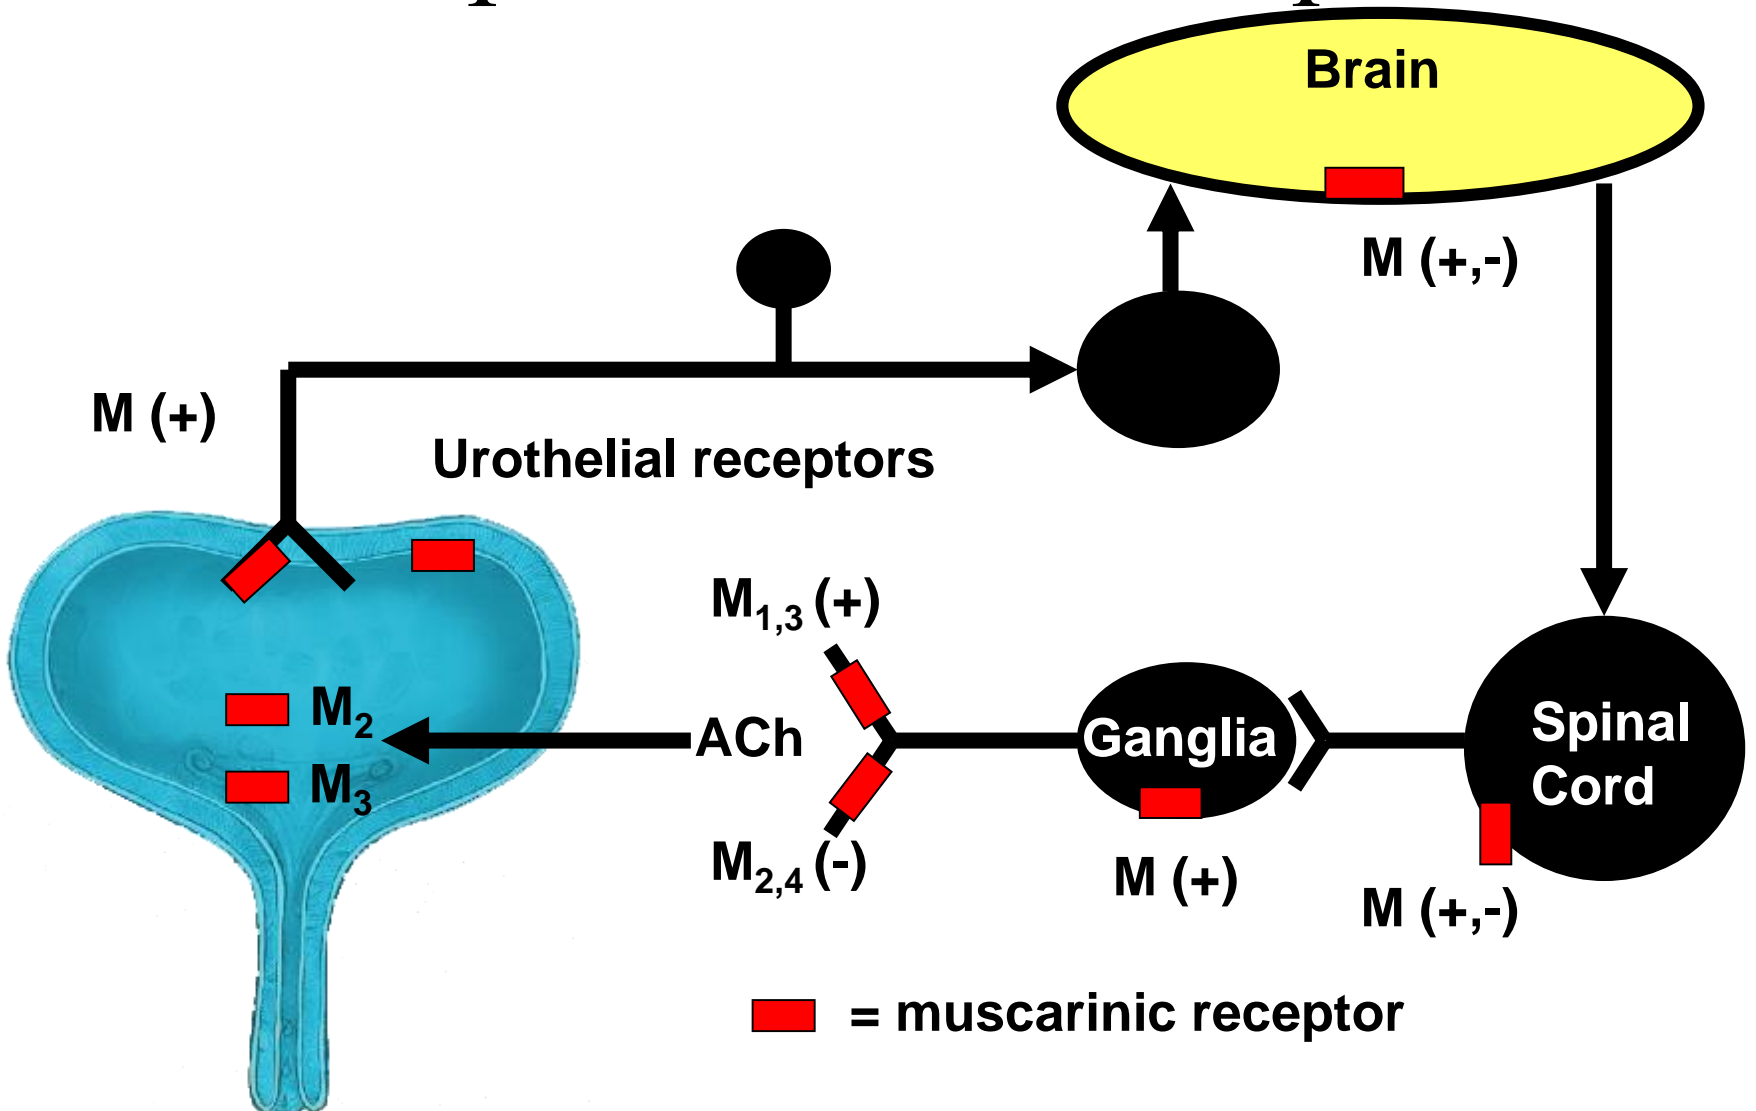 Brain
M (+,-)
M (+)
Urothelial receptors
M1,3 (+)
M2
ACh
Ganglia
Spinal
Cord
M3
M2,4 (-)
M (+)
M (+,-)
= muscarinic receptor